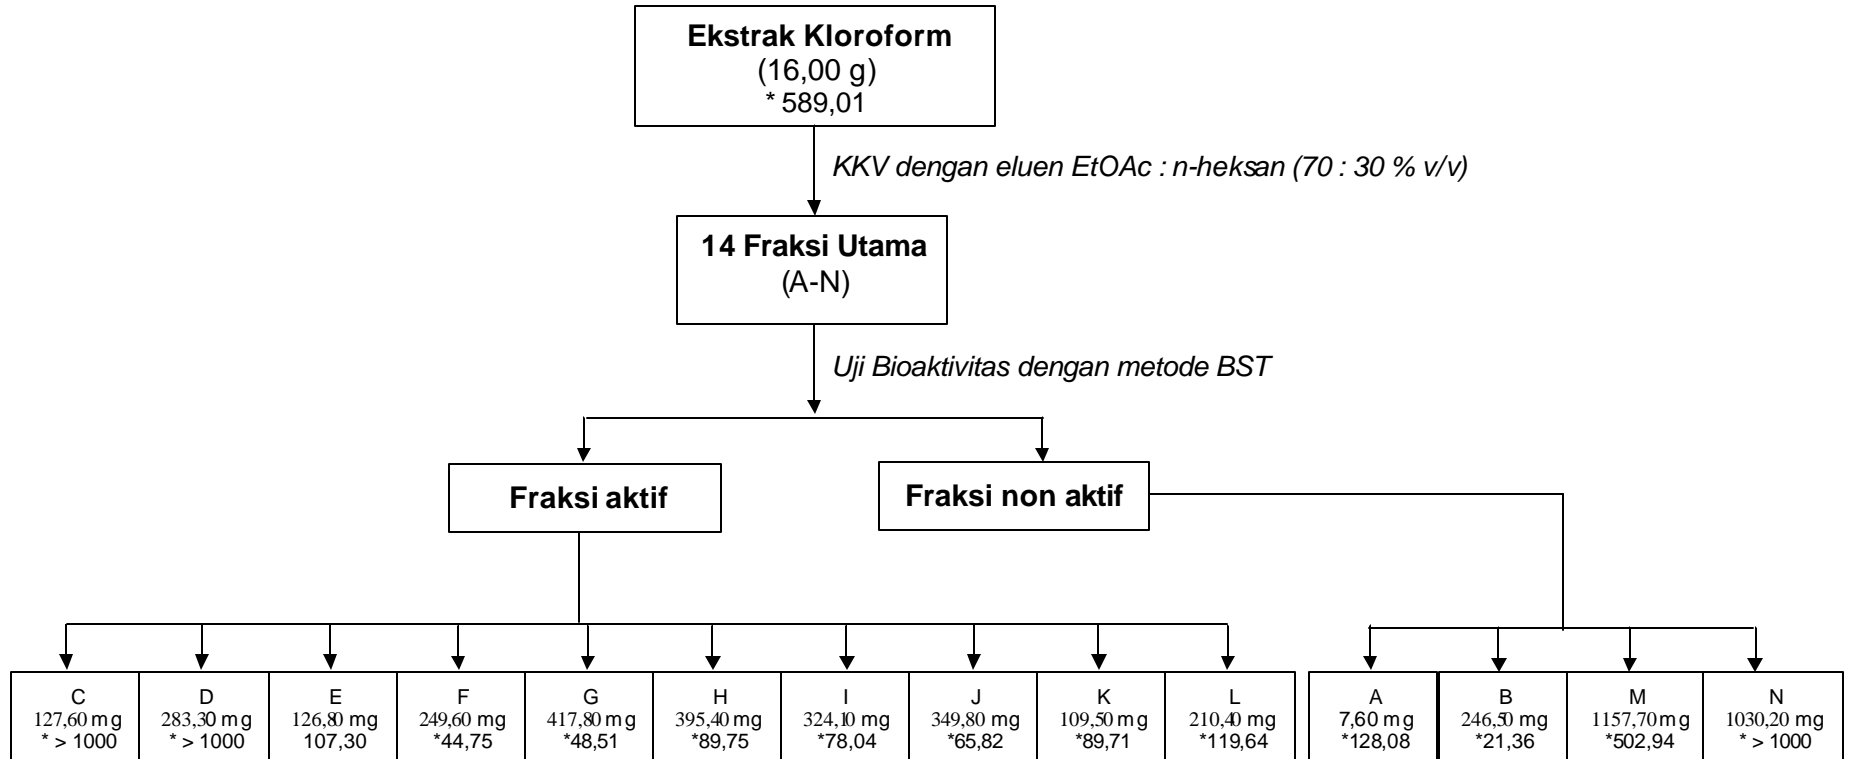 Ekstrak Kloroform
(16,00 g)
* 589,01
KKV dengan eluen EtOAc : n-heksan (70 : 30 % v/v)
14 Fraksi Utama
(A-N)
Uji Bioaktivitas dengan metode BST
Fraksi aktif
Fraksi non aktif
C
127,60 mg
* > 1000
D
283,30 mg
* > 1000
E
126,80 mg
107,30
F
249,60 mg
*44,75
G
417,80 mg
*48,51
H
395,40 mg
*89,75
I
324,10 mg
*78,04
J
349,80 mg
*65,82
K
109,50 mg
*89,71
L
210,40 mg
*119,64
A
7,60 mg
*128,08
B
246,50 mg
*21,36
M
1157,70 mg
*502,94
N
1030,20 mg
* > 1000